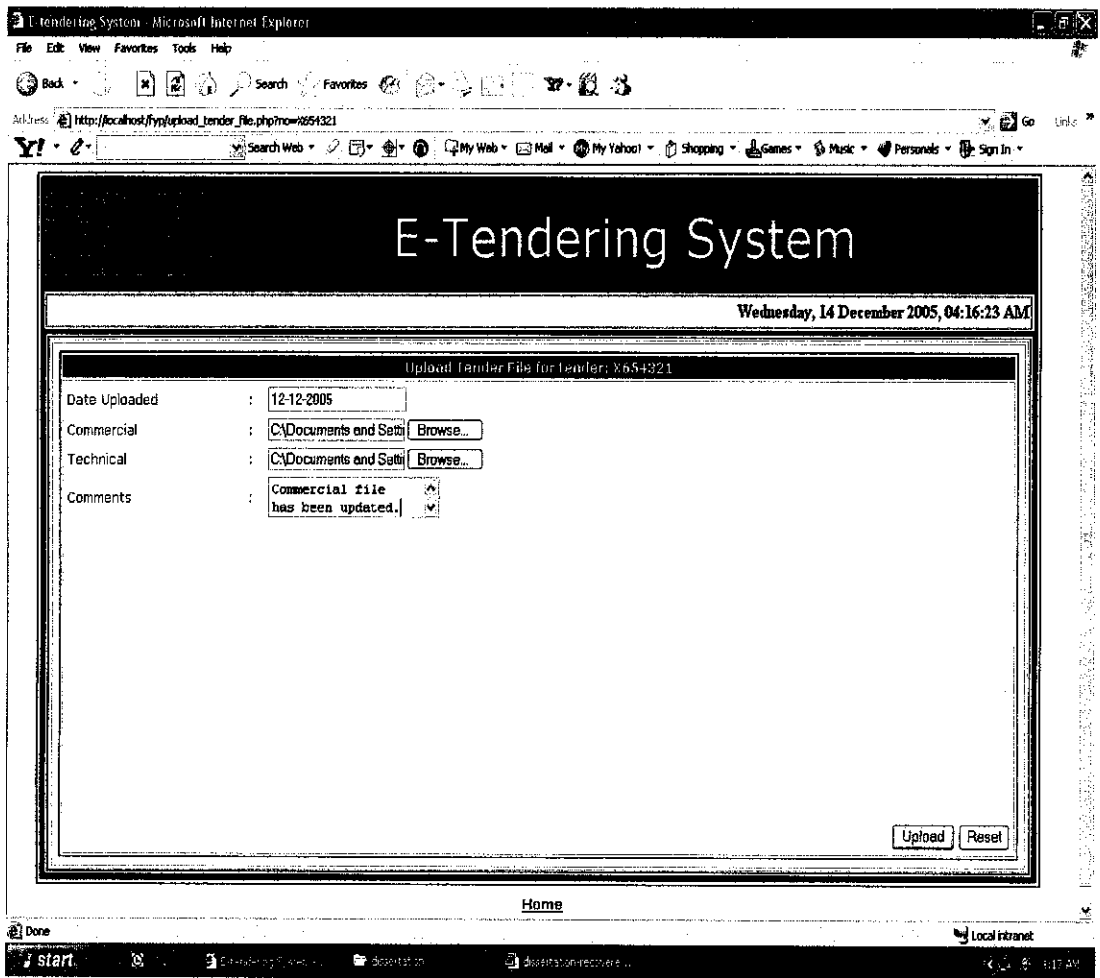 E-tendering System - Microsoft Internet Explorer
File Edit View Favorites Tools Help
Back Search Favorites
Address http://localhost/fyp/upload_tender_file.php?no=X654321 Go Links »
Y! Search Web My Web Mail My Yahoo! Shopping Games Music Personals Sign In
E-Tendering System
Wednesday, 14 December 2005, 04:16:23 AM
Upload Tender File for tender: X654321
Date Uploaded : 12-12-2005
Commercial : C:\Documents and Setti Browse...
Technical : C:\Documents and Setti Browse...
Comments : Commercial file
has been updated.
Upload Reset
Home
Done Local intranet
start dissertation dissertation-recovere...